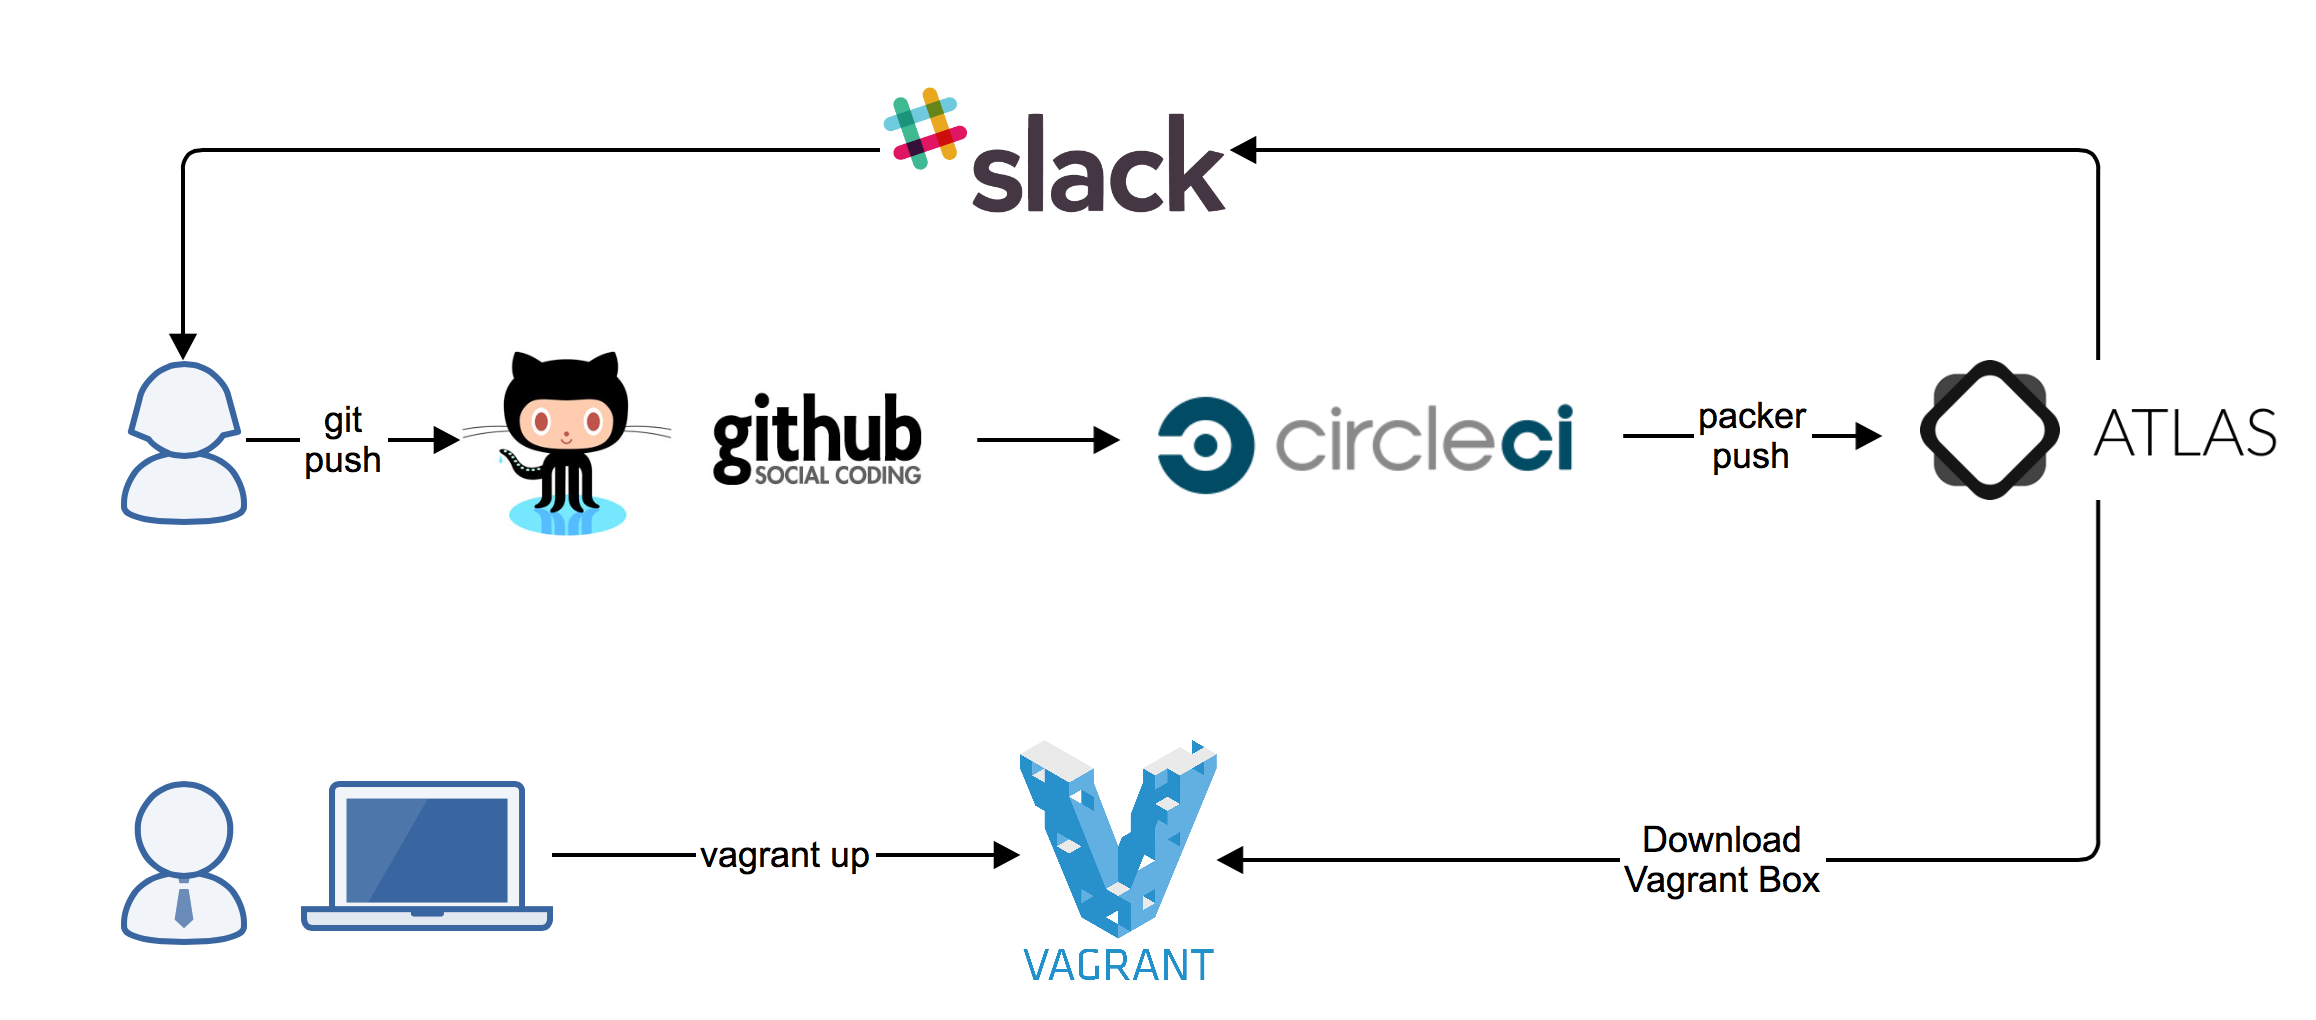 slack
git
push
github
SOCIAL CODING
circleci
packer
push
ATLAS
vagrant up
VAGRANT
Download
Vagrant Box